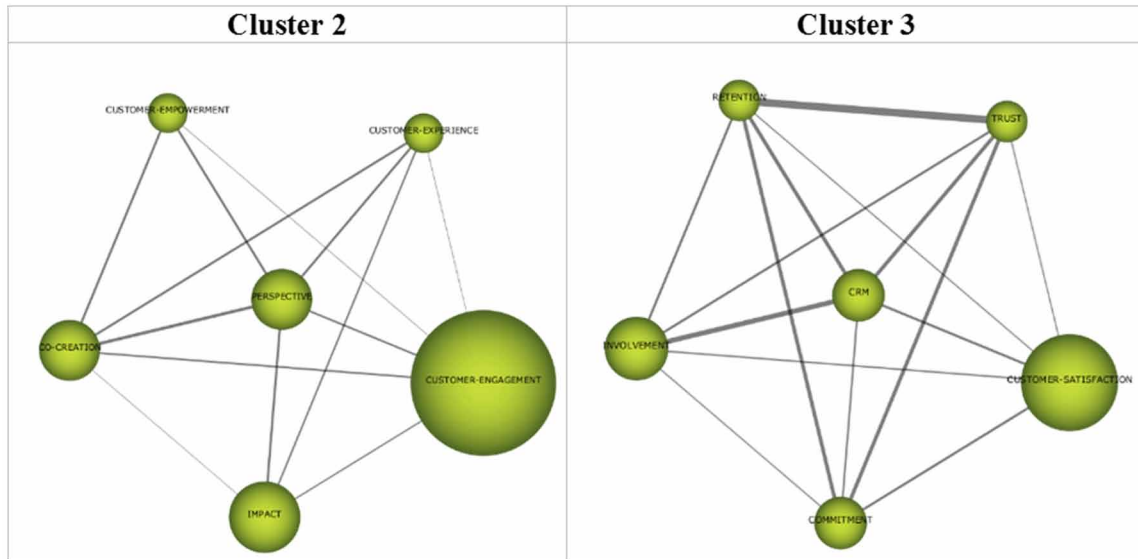 Cluster 2
Cluster 3
CUSTOMER-EMPOWERMENT
CUSTOMER-EXPERIENCE
PERSPECTIVE
CO-CREATION
CUSTOMER-ENGAGEMENT
IMPACT
RETENTION
TRUST
CRM
INVOLVEMENT
CUSTOMER-SATISFACTION
COMMITMENT